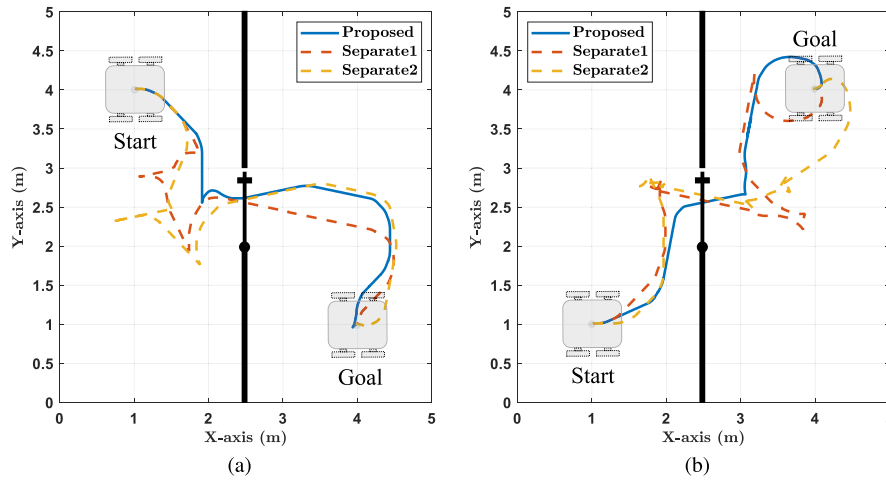 5
4.5
4
3.5
3
2.5
2
1.5
1
0.5
0
0 1 2 3 4 5
Y-axis (m)
X-axis (m)
Proposed
Separate1
Separate2
Start
Goal
(a)
5
4.5
4
3.5
3
2.5
2
1.5
1
0.5
0
0 1 2 3 4
Y-axis (m)
X-axis (m)
Proposed
Separate1
Separate2
Goal
Start
(b)